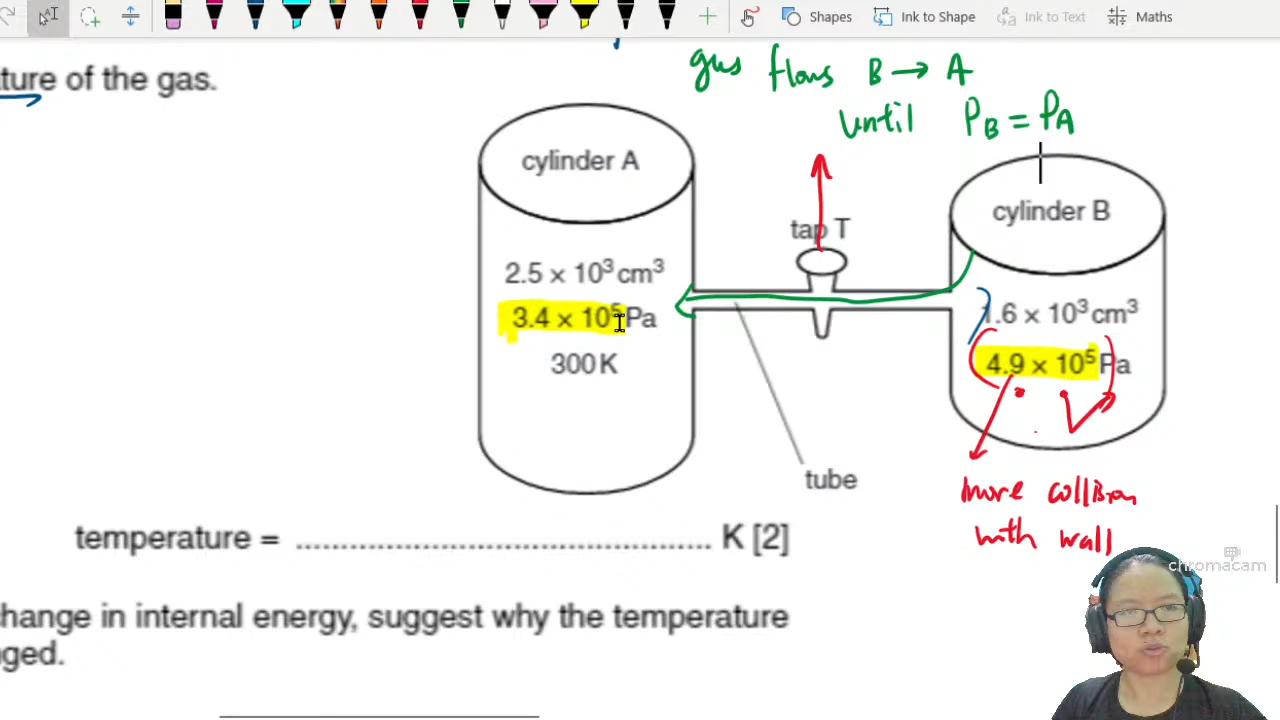 Shapes
Ink to Shape
Ink to Text
Maths
ture of the gas.
gas flows B → A
until P_B = P_A
cylinder A
2.5 × 10³ cm³
3.4 × 10⁵ Pa
300 K
tap T
tube
cylinder B
1.6 × 10³ cm³
4.9 × 10⁵ Pa
more collision
with wall
temperature = ................................................ K [2]
change in internal energy, suggest why the temperature
nged.
chromacam